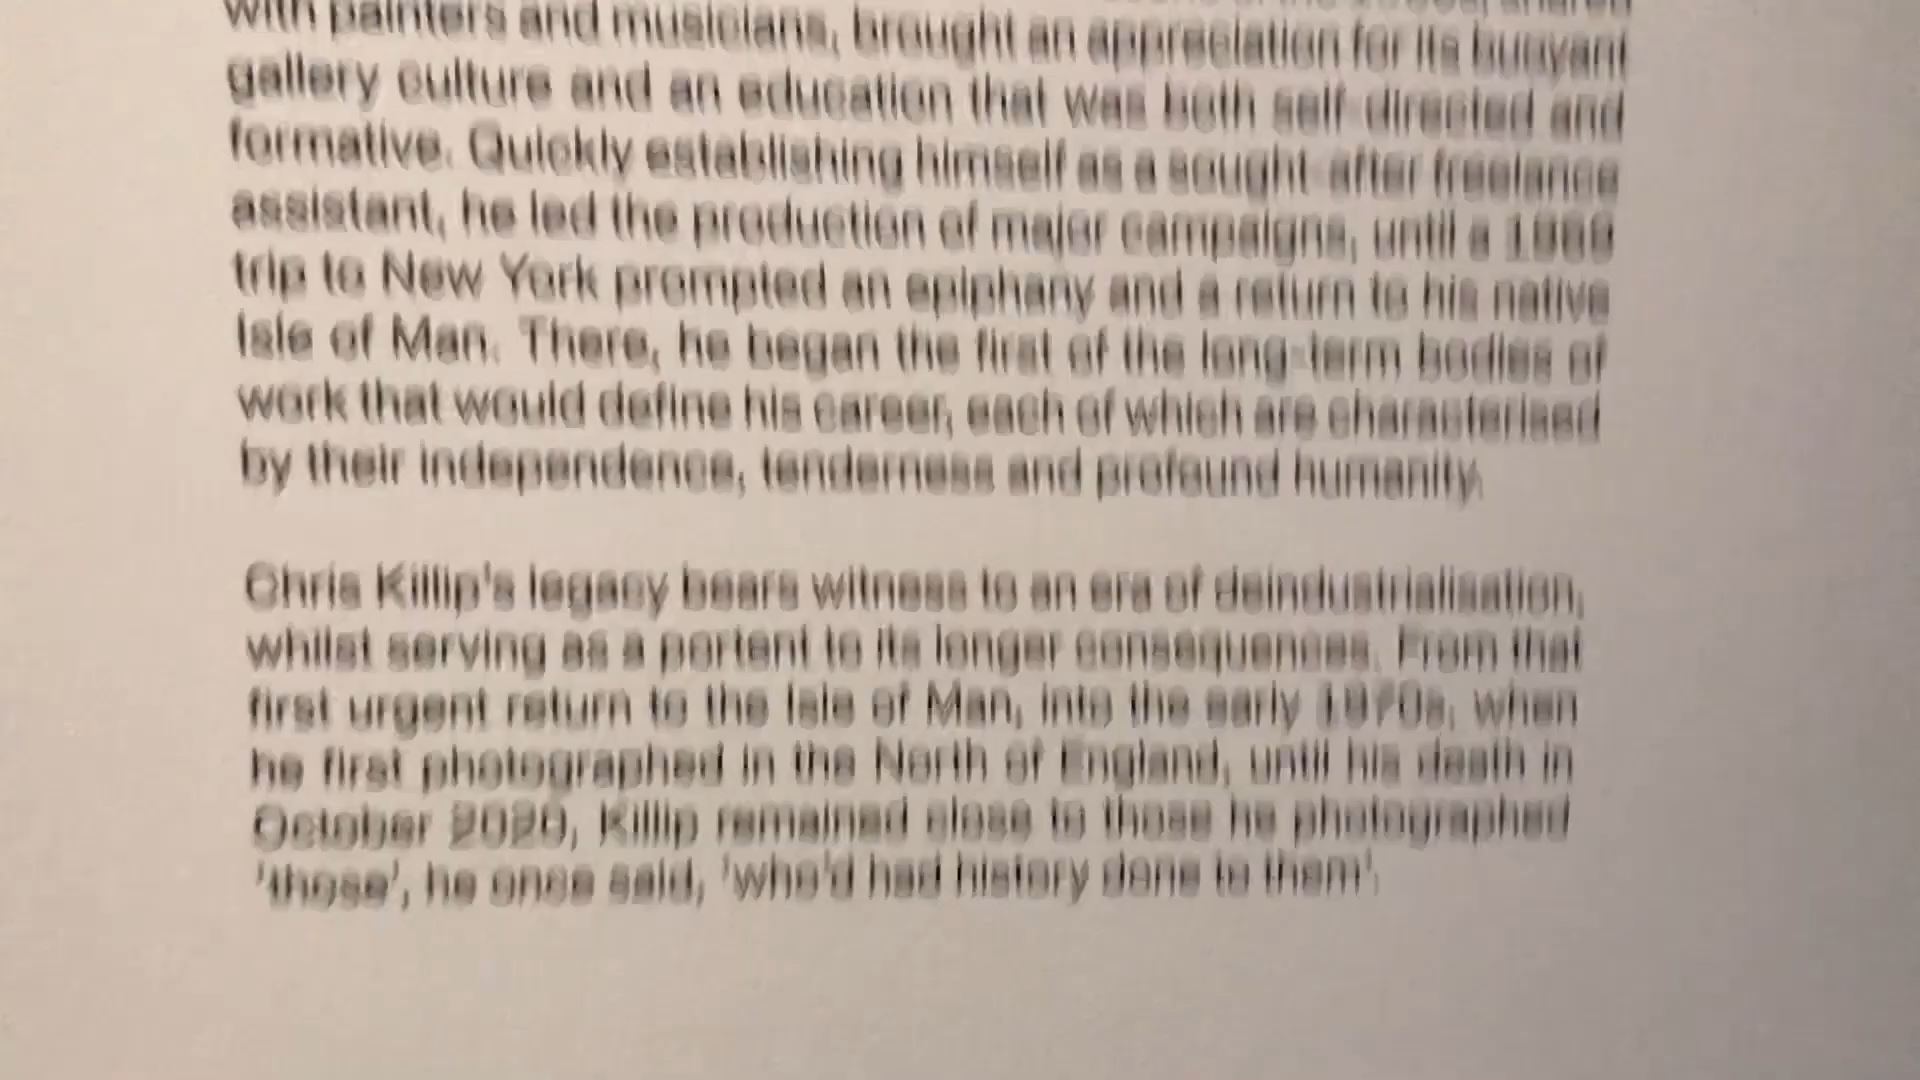 with painters and musicians, brought an appreciation for its buoyant
gallery culture and an education that was both self-directed and
formative. Quickly establishing himself as a sought-after freelance
assistant, he led the production of major campaigns, until a 1969
trip to New York prompted an epiphany and a return to his native
Isle of Man. There, he began the first of the long-term bodies of
work that would define his career, each of which are characterised
by their independence, tenderness and profound humanity.
Chris Killip's legacy bears witness to an era of deindustrialisation,
whilst serving as a portent to its longer consequences. From that
first urgent return to the Isle of Man, into the early 1970s, when
he first photographed in the North of England, until his death in
October 2020, Killip remained close to those he photographed
'those', he once said, 'who'd had history done to them'.